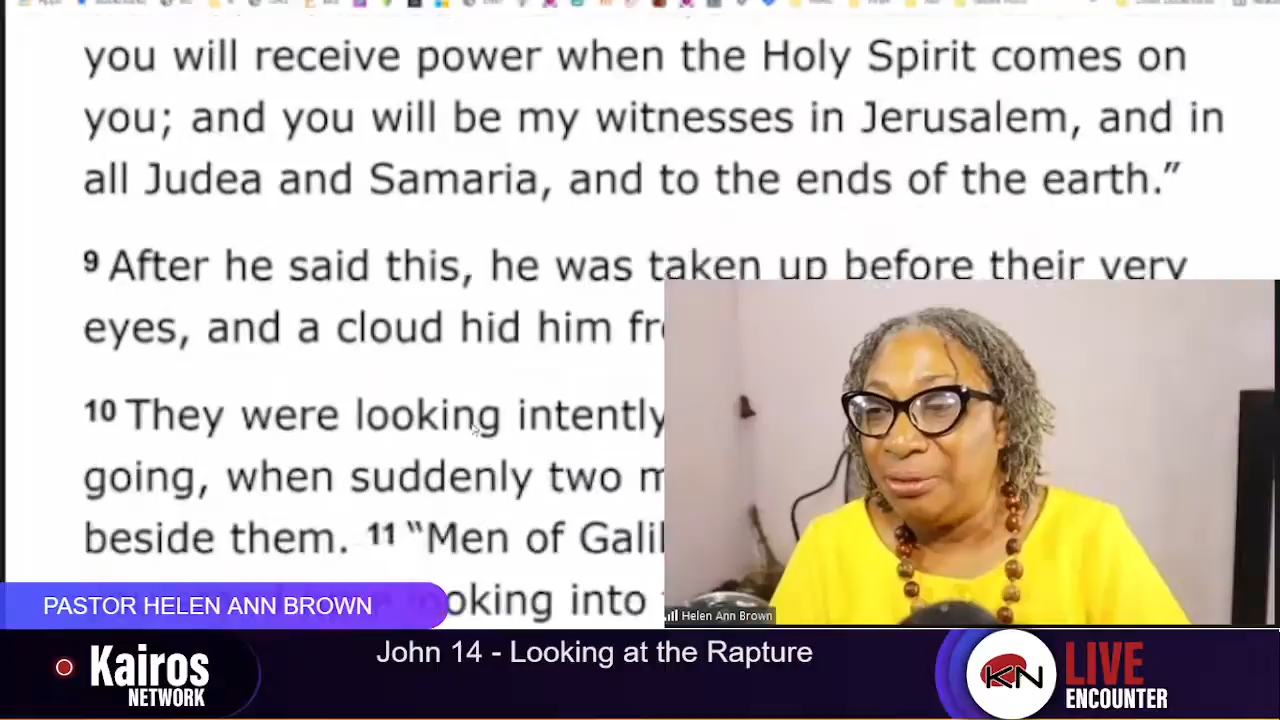 you will receive power when the Holy Spirit comes on
you; and you will be my witnesses in Jerusalem, and in
all Judea and Samaria, and to the ends of the earth.”
9 After he said this, he was taken up before their very
eyes, and a cloud hid him
10 They were looking intently
going, when suddenly two
beside them. 11 “Men of
oking into
Helen Ann Brown
PASTOR HELEN ANN BROWN
Kairos
NETWORK
John 14 - Looking at the Rapture
KN
LIVE
ENCOUNTER